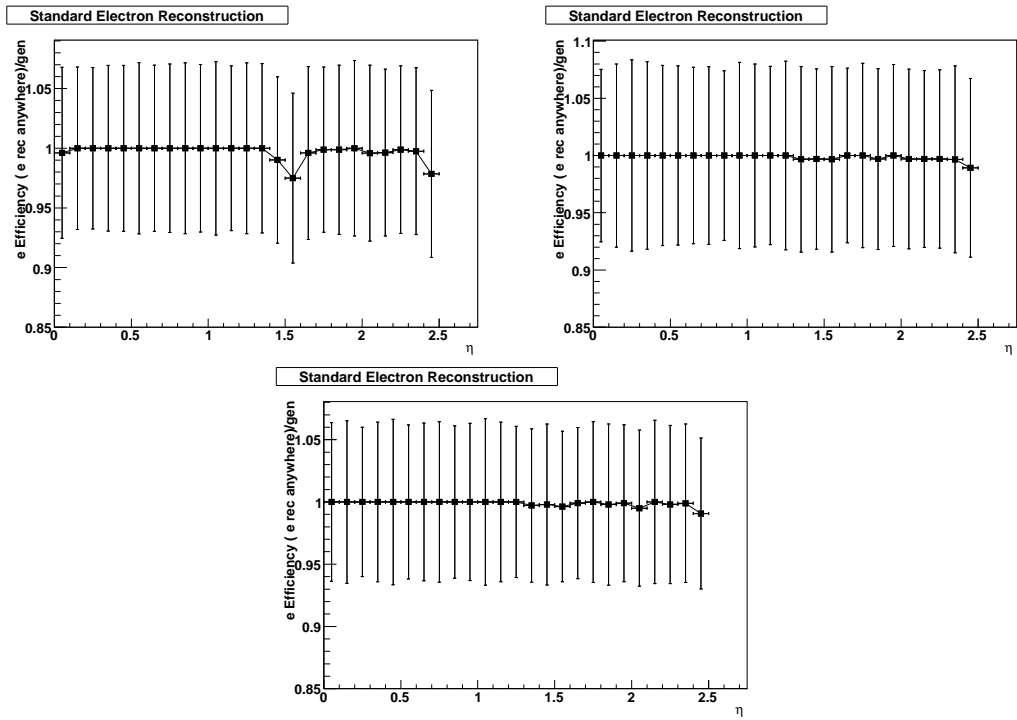 Standard Electron Reconstruction
e Efficiency ( e rec anywhere)/gen
1.05
1
0.95
0.9
0.85
0 0.5 1 1.5 2 2.5
η
Standard Electron Reconstruction
e Efficiency ( e rec anywhere)/gen
1.1
1.05
1
0.95
0.9
0.85
0 0.5 1 1.5 2 2.5
η
Standard Electron Reconstruction
e Efficiency ( e rec anywhere)/gen
1.05
1
0.95
0.9
0.85
0 0.5 1 1.5 2 2.5
η